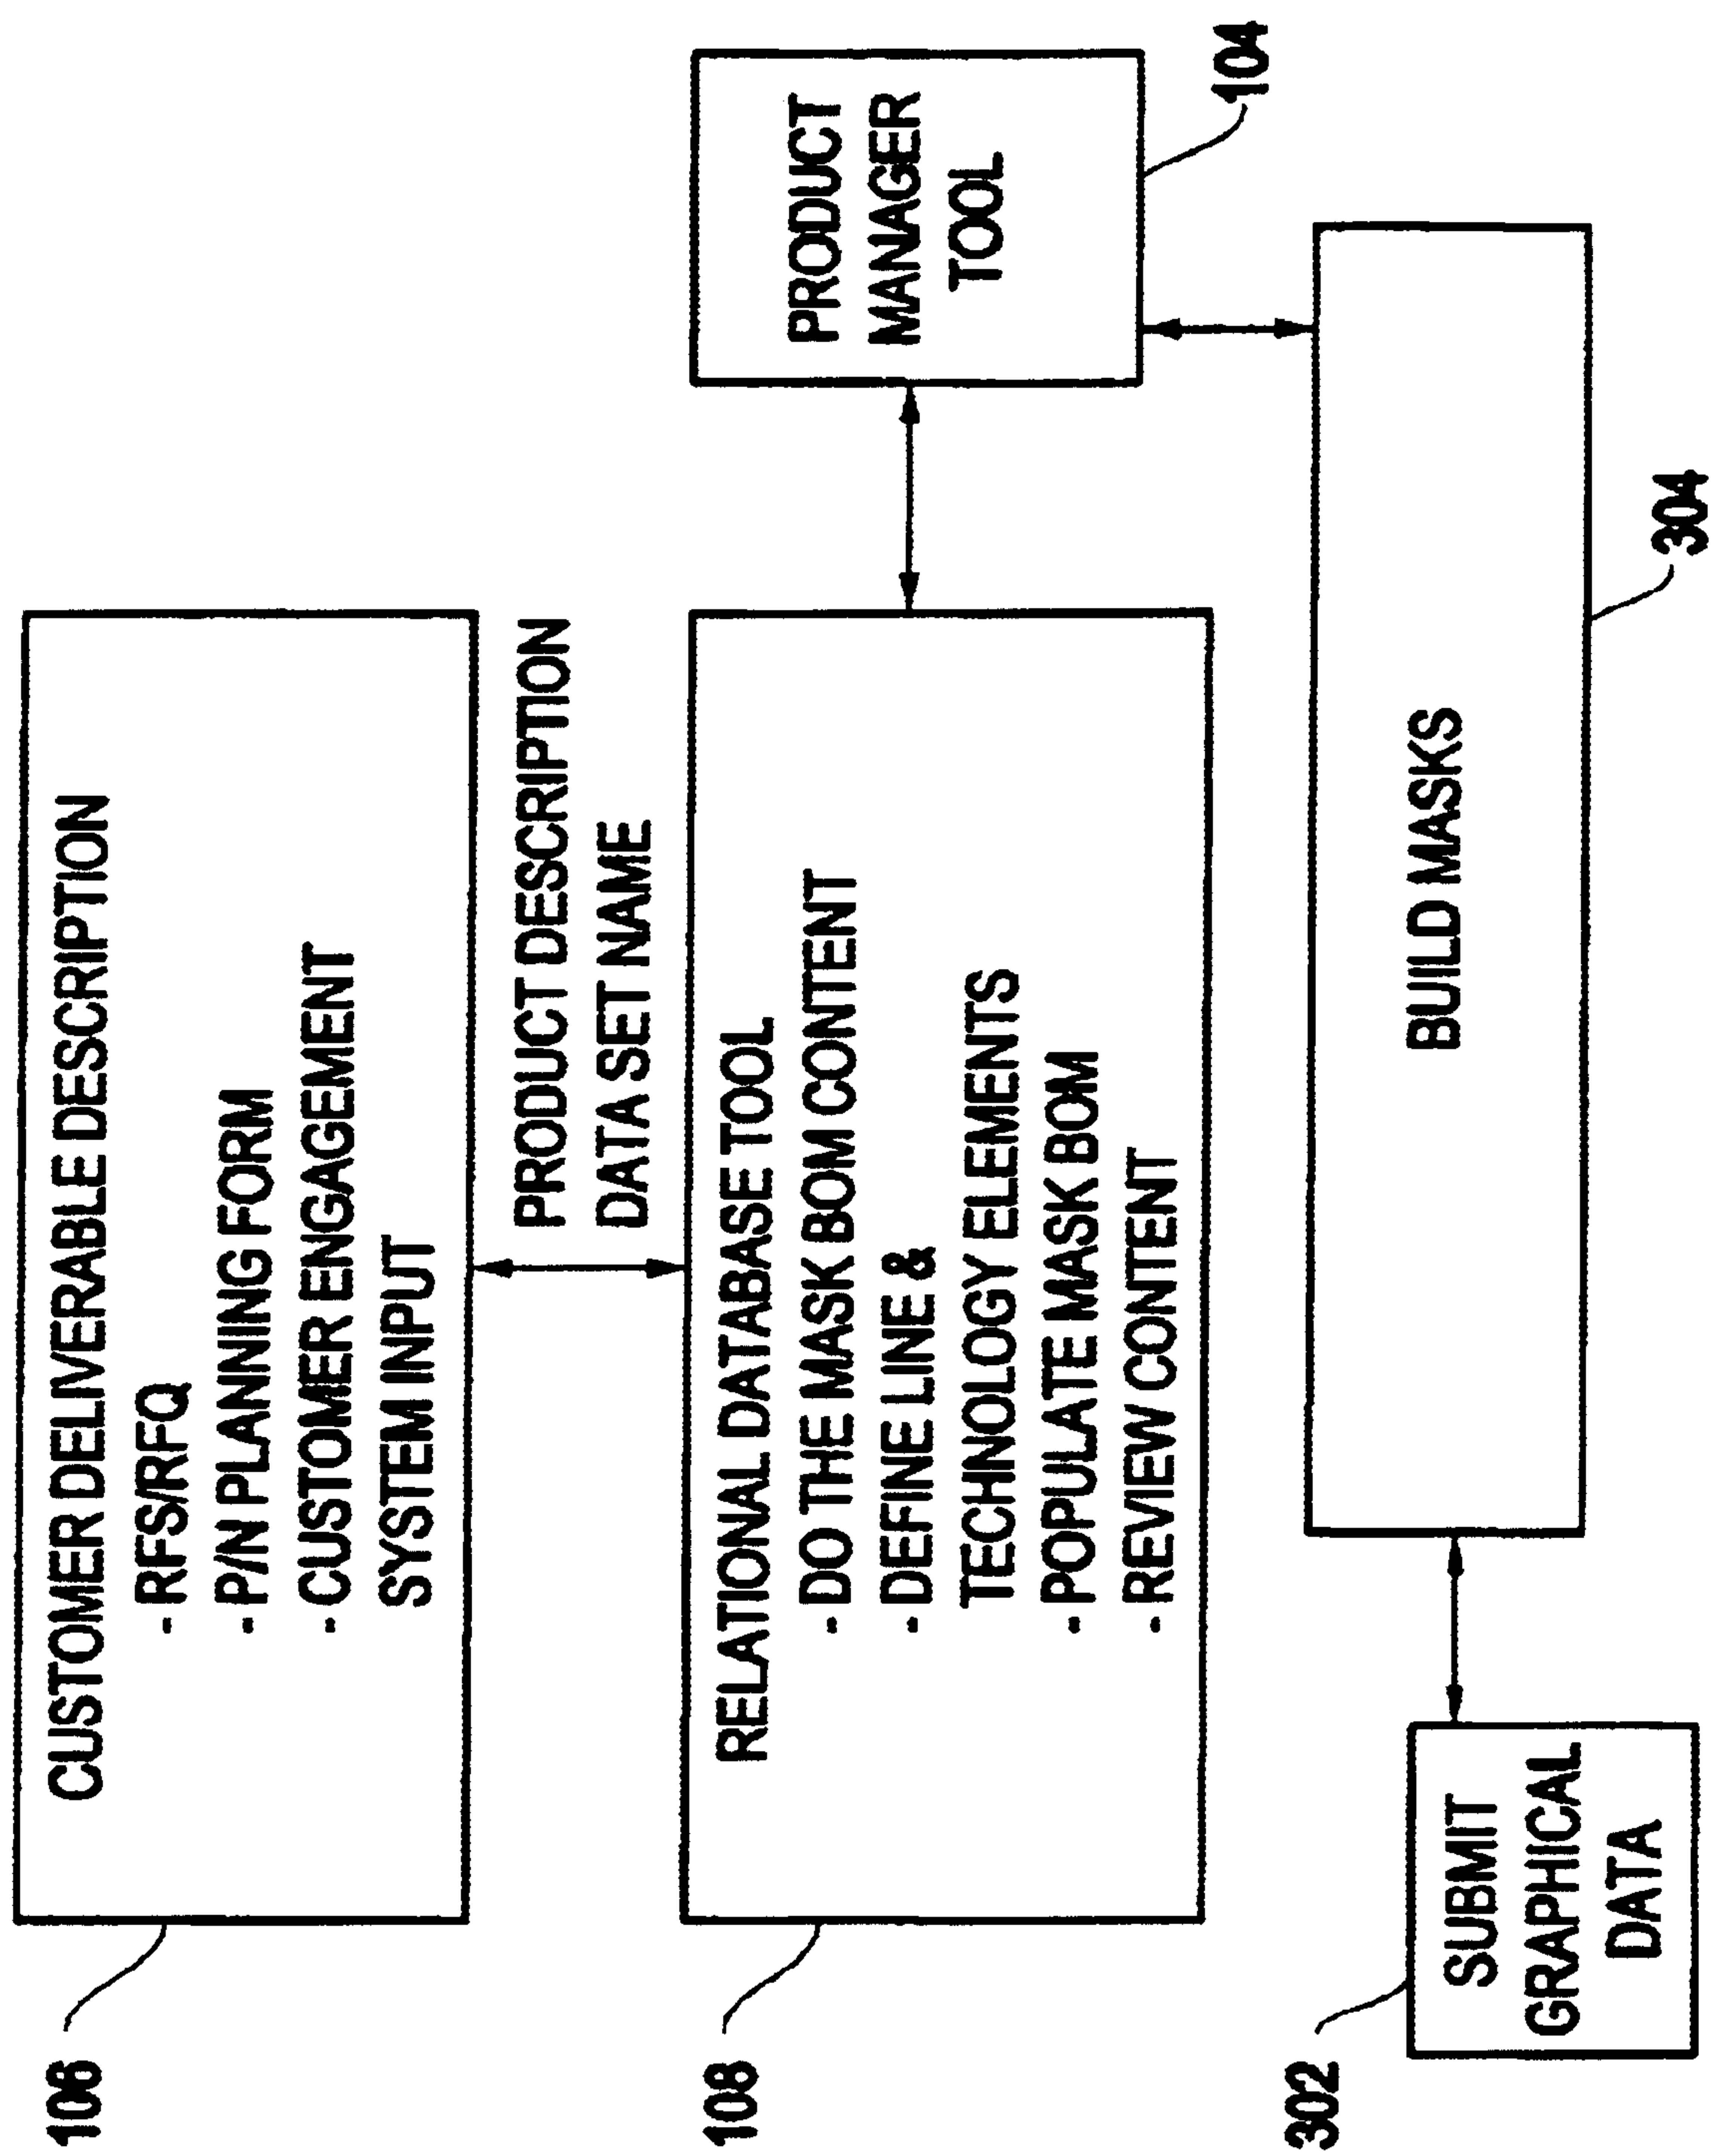 106
CUSTOMER DELIVERABLE DESCRIPTION
- RFS/RFQ
- P/N PLANNING FORM
- CUSTOMER ENGAGEMENT
SYSTEM INPUT
PRODUCT DESCRIPTION
DATA SET NAME
108
RELATIONAL DATABASE TOOL
- DO THE MASK BOM CONTENT
- DEFINE LINE &
TECHNOLOGY ELEMENTS
- POPULATE MASK BOM
- REVIEW CONTENT
PRODUCT
MANAGER
TOOL
104
302
SUBMIT
GRAPHICAL
DATA
BUILD MASKS
304